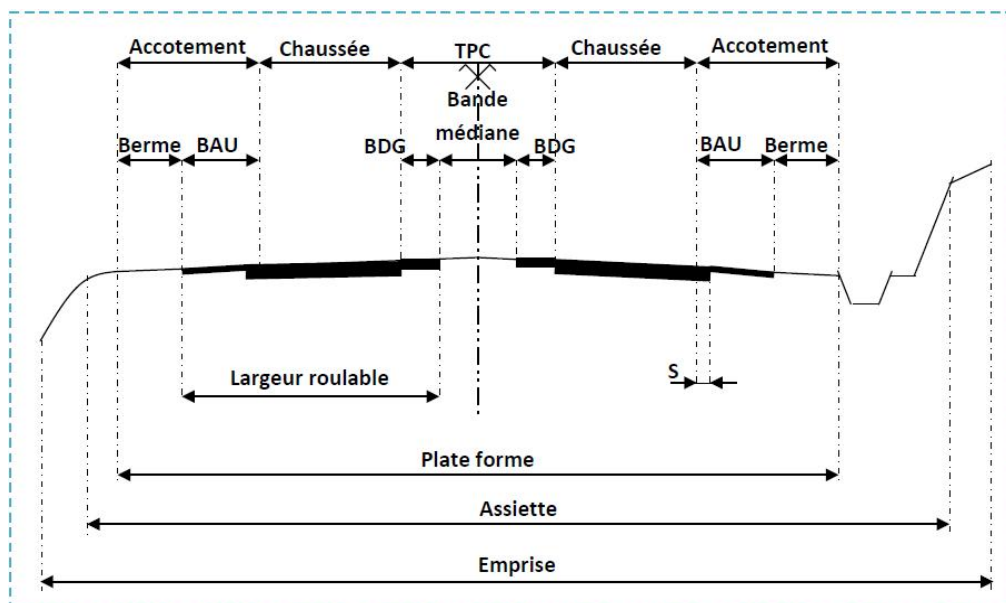 Accotement Chaussée TPC Chaussée Accotement
Bande
médiane
Berme BAU BDG BDG BAU Berme
Largeur roulable S
Plate forme
Assiette
Emprise